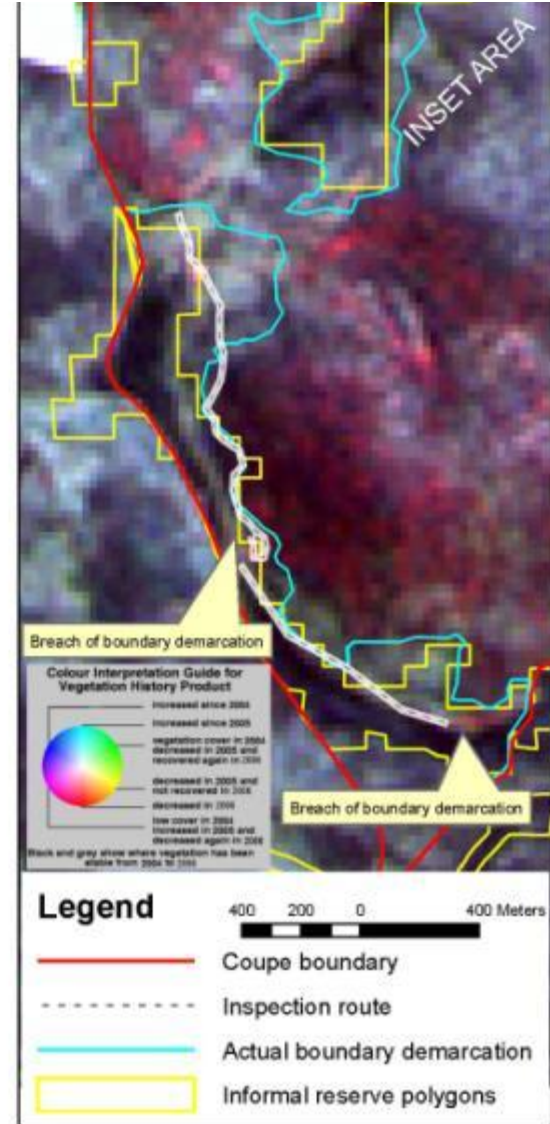 INSET AREA
Breach of boundary demarcation
Colour Interpretation Guide for
Vegetation History Product
increased since 2004
increased since 2005
vegetation cover in 2004
decreased in 2005 and
recovered again in 2006
decreased in 2005 and
not recovered in 2006
decreased in 2006
low cover in 2004
increased in 2005 and
decreased again in 2006
Black and grey show where vegetation has been
stable from 2004 to 2006
Breach of boundary demarcation
Legend
400 200 0 400 Meters
Coupe boundary
Inspection route
Actual boundary demarcation
Informal reserve polygons